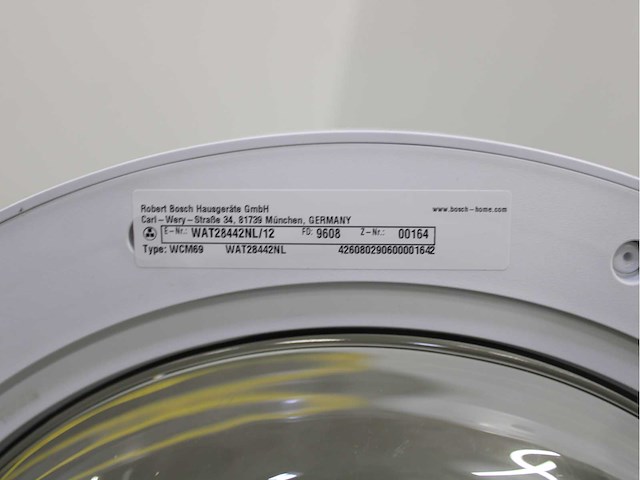 Robert Bosch Hausgeräte GmbH
www.bosch-home.com
Carl-Wery-Straße 34, 81739 München, GERMANY
E-Nr.: WAT28442NL/12 FD: 9608 Z-Nr.: 00164
Type: WCM69 WAT28442NL 426080290600001642